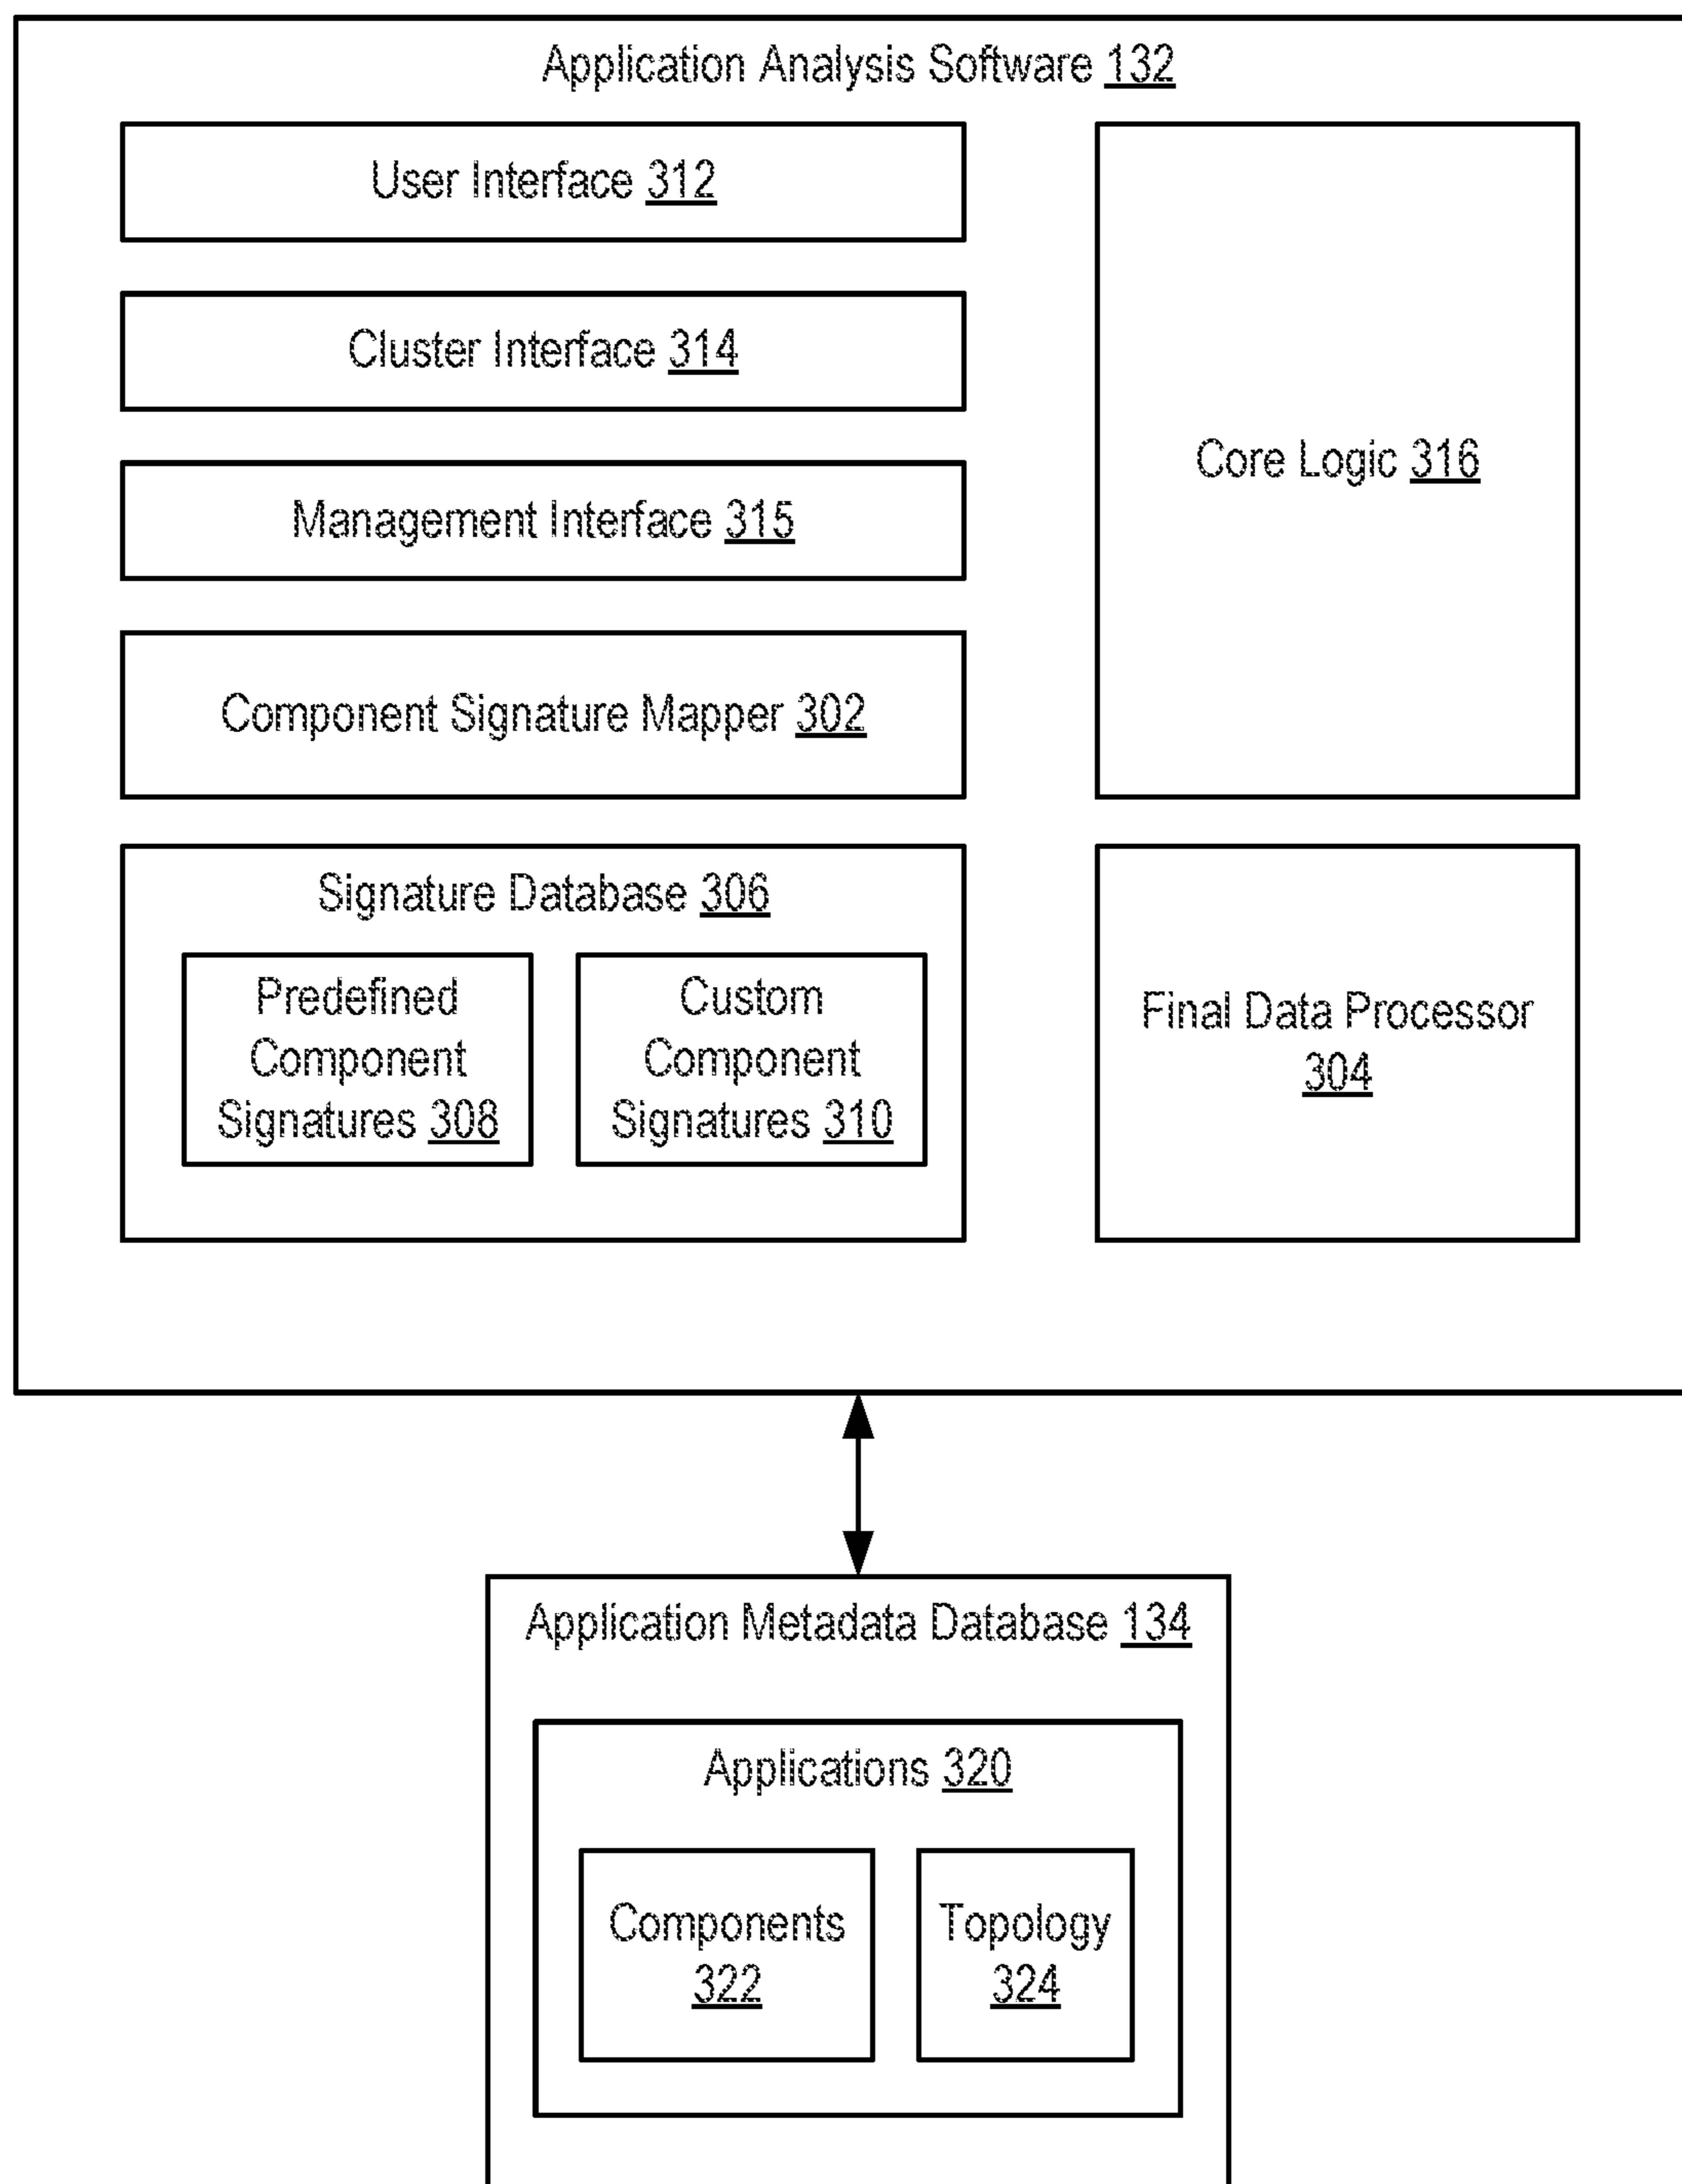 Application Analysis Software 132
User Interface 312
Cluster Interface 314
Management Interface 315
Component Signature Mapper 302
Core Logic 316
Signature Database 306
Predefined
Component
Signatures 308
Custom
Component
Signatures 310
Final Data Processor
304
Application Metadata Database 134
Applications 320
Components
322
Topology
324